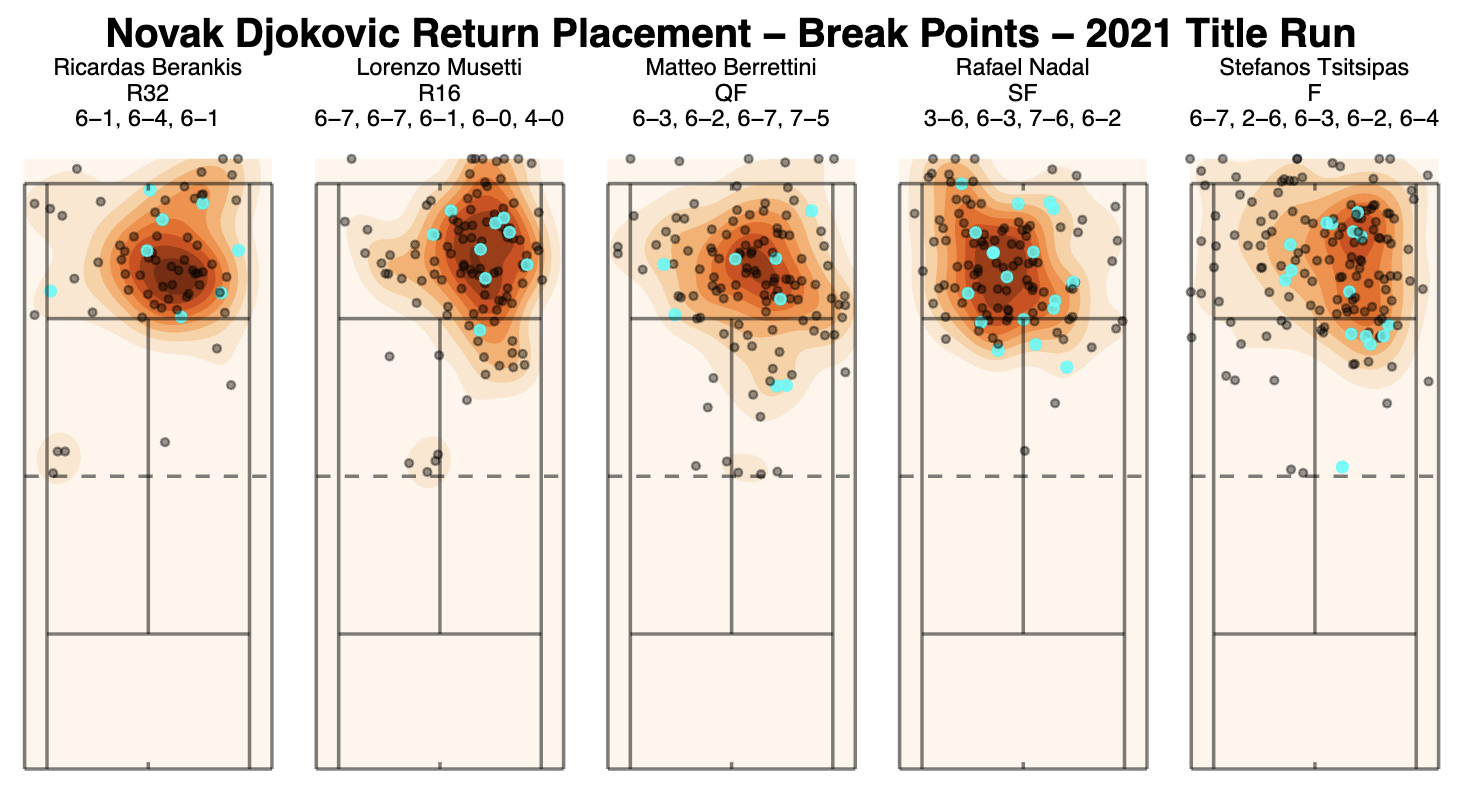 Novak Djokovic Return Placement – Break Points – 2021 Title Run
Ricardas Berankis
R32
6–1, 6–4, 6–1
Lorenzo Musetti
R16
6–7, 6–7, 6–1, 6–0, 4–0
Matteo Berrettini
QF
6–3, 6–2, 6–7, 7–5
Rafael Nadal
SF
3–6, 6–3, 7–6, 6–2
Stefanos Tsitsipas
F
6–7, 2–6, 6–3, 6–2, 6–4